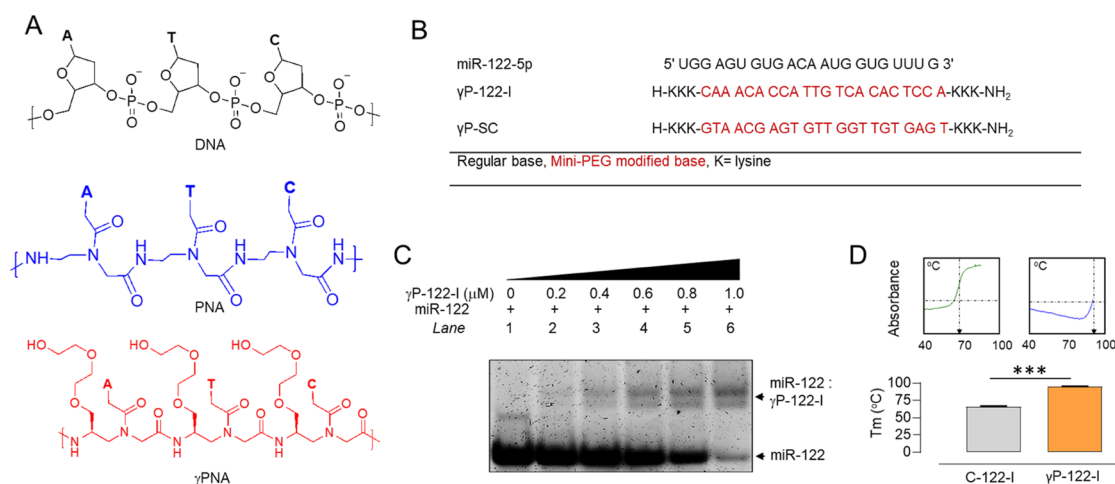 A
A T C
O O O
O⁻ O⁻ O⁻
O P O O P O O P
O O O
DNA
A T C
O O O
NH N N H N N H N N H
O O O
PNA
HO O HO O HO O
O O O
A T C
O O O
N H N O N H N O N H N O
γPNA
B
miR-122-5p 5' UGG AGU GUG ACA AUG GUG UUU G 3'
γP-122-I H-KKK-CAA ACA CCA TTG TCA CAC TCC A-KKK-NH₂
γP-SC H-KKK-GTA ACG AGT GTT GGT TGT GAG T-KKK-NH₂
Regular base, Mini-PEG modified base, K= lysine
C
γP-122-I (μM) 0 0.2 0.4 0.6 0.8 1.0
miR-122 + + + + + +
Lane 1 2 3 4 5 6
miR-122 :
γP-122-I
miR-122
D
Absorbance
°C °C
40 70 100 40 70 100
***
Tm (°C)
100
75
50
25
0
C-122-I γP-122-I